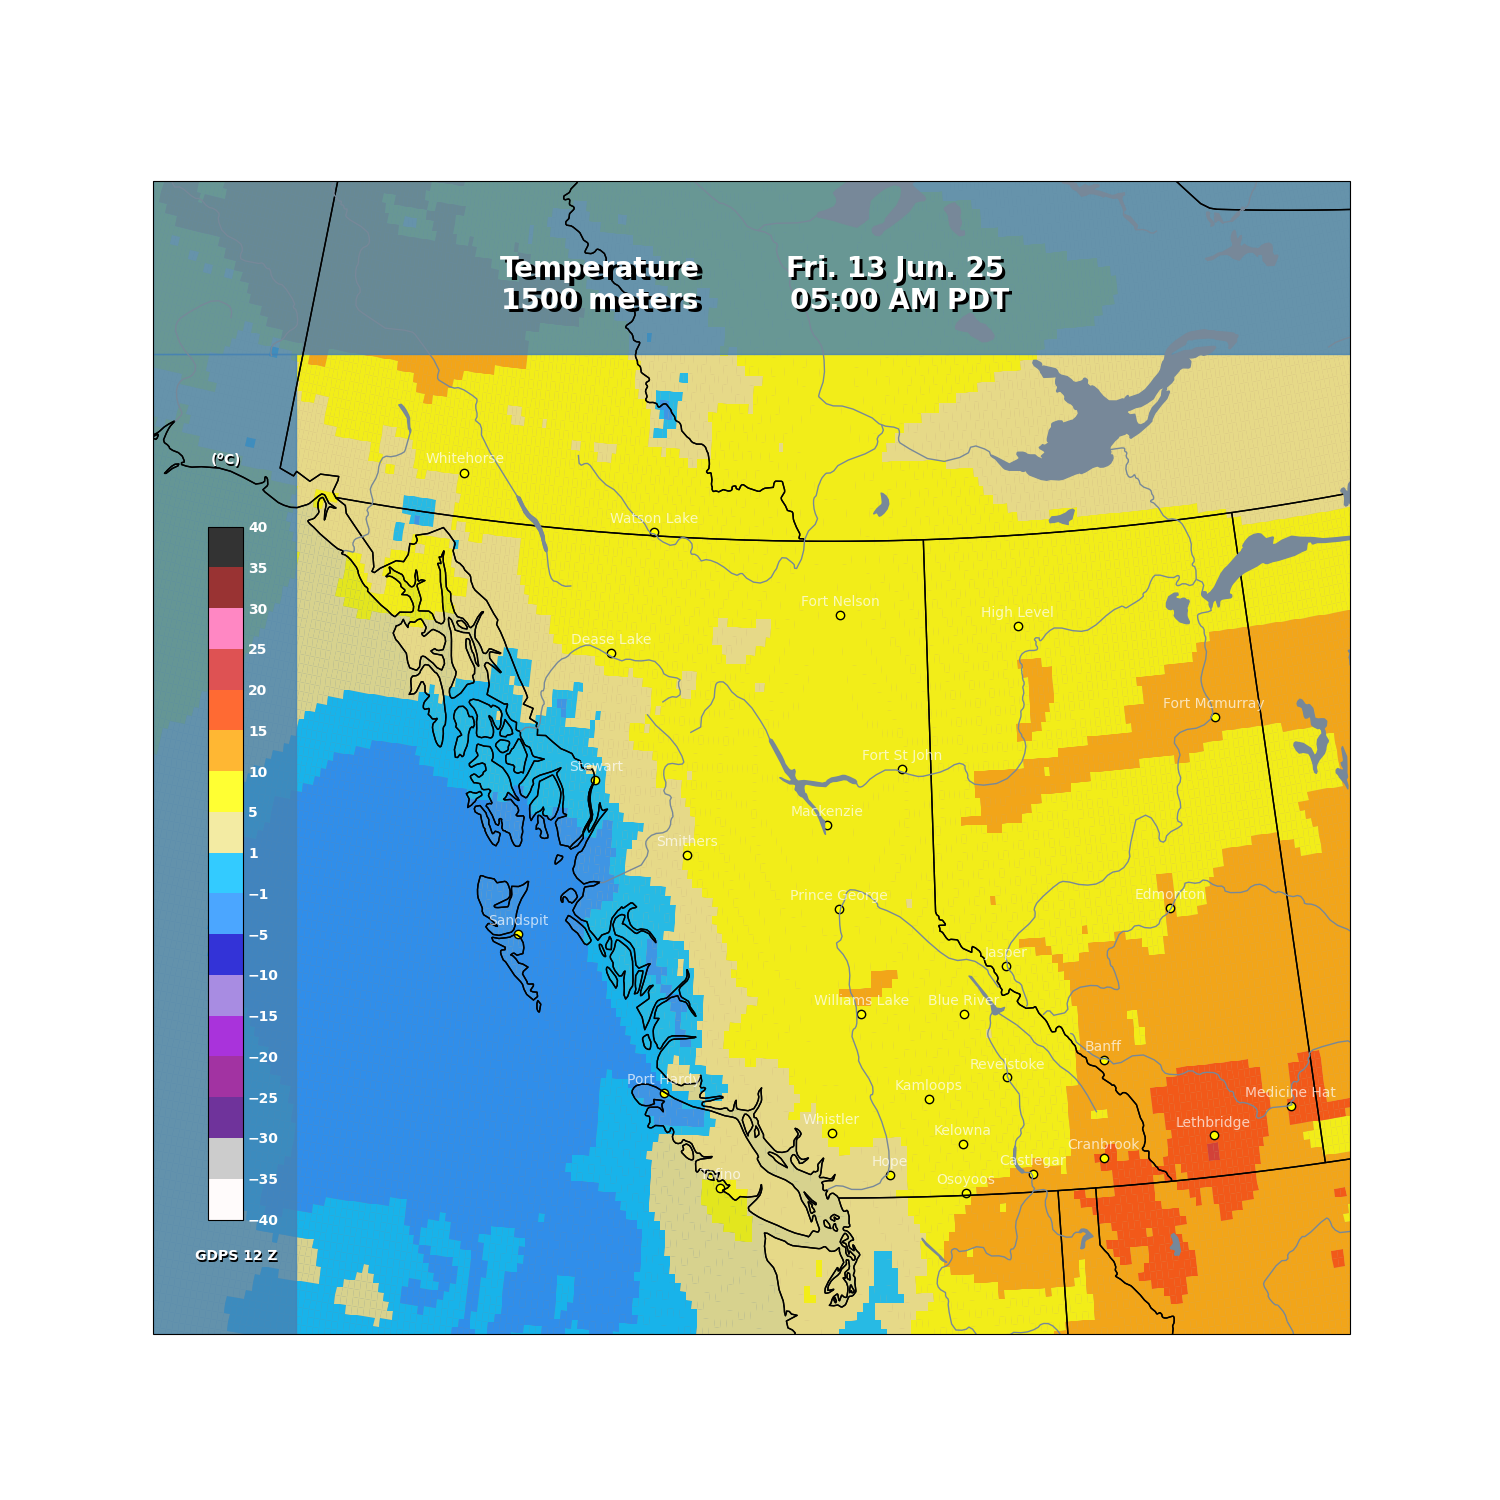 Temperature
1500 meters
Fri. 13 Jun. 25
05:00 AM PDT
Whitehorse
(°C)
Watson Lake
40
35
30
25
20
15
10
5
1
−1
−5
−10
−15
−20
−25
−30
−35
−40
Fort Nelson
High Level
Dease Lake
Fort Mcmurray
Fort St John
Stewart
Mackenzie
Smithers
Prince George
Edmonton
Sandspit
Jasper
Williams Lake
Blue River
Banff
Revelstoke
Port Hardy
Kamloops
Medicine Hat
Whistler
Lethbridge
Kelowna
Cranbrook
Hope
Castlegar
Tofino
Osoyoos
GDPS 12 Z